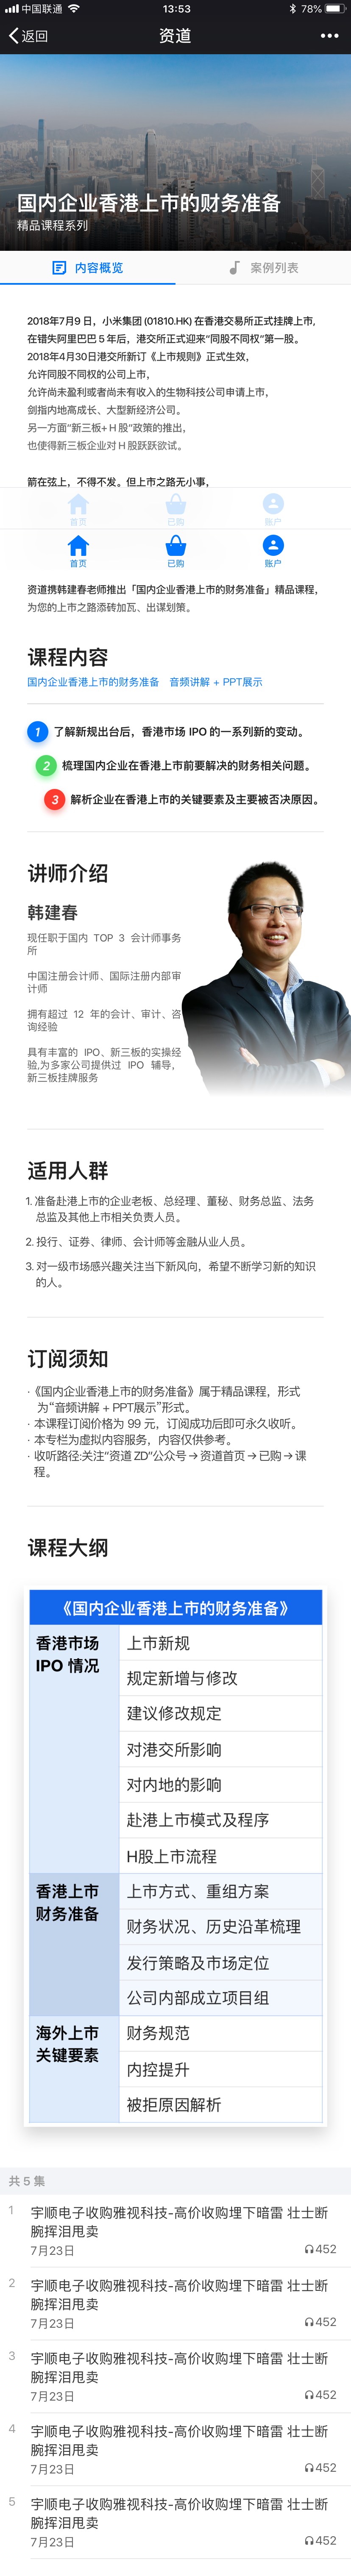 中国联通
13:53
78%
返回
资道
国内企业香港上市的财务准备
精品课程系列
内容概览
案例列表
2018年7月9 日，小米集团 (01810.HK) 在香港交易所正式挂牌上市,
在错失阿里巴巴 5 年后，港交所正式迎来“同股不同权”第一股。
2018年4月30日港交所新订《上市规则》正式生效，
允许同股不同权的公司上市，
允许尚未盈利或者尚未有收入的生物科技公司申请上市，
剑指内地高成长、大型新经济公司。
另一方面“新三板+ H 股”政策的推出，
也使得新三板企业对 H 股跃跃欲试。
箭在弦上，不得不发。但上市之路无小事，
首页
已购
账户
首页
已购
账户
资道携韩建春老师推出「国内企业香港上市的财务准备」精品课程，
为您的上市之路添砖加瓦、出谋划策。
课程内容
国内企业香港上市的财务准备 音频讲解 + PPT展示
1 了解新规出台后，香港市场 IPO 的一系列新的变动。
2 梳理国内企业在香港上市前要解决的财务相关问题。
3 解析企业在香港上市的关键要素及主要被否决原因。
讲师介绍
韩建春
现任职于国内 TOP 3 会计师事务
所
中国注册会计师、国际注册内部审
计师
拥有超过 12 年的会计、审计、咨
询经验
具有丰富的 IPO、新三板的实操经
验,为多家公司提供过 IPO 辅导，
新三板挂牌服务
适用人群
1. 准备赴港上市的企业老板、总经理、董秘、财务总监、法务
总监及其他上市相关负责人员。
2. 投行、证券、律师、会计师等金融从业人员。
3. 对一级市场感兴趣关注当下新风向，希望不断学习新的知识
的人。
订阅须知
·《国内企业香港上市的财务准备》属于精品课程，形式
为“音频讲解 + PPT展示”形式。
· 本课程订阅价格为 99 元，订阅成功后即可永久收听。
· 本专栏为虚拟内容服务，内容仅供参考。
· 收听路径:关注“资道 ZD”公众号 → 资道首页 → 已购 → 课
程。
课程大纲
《国内企业香港上市的财务准备》
香港市场
IPO 情况
上市新规
规定新增与修改
建议修改规定
对港交所影响
对内地的影响
赴港上市模式及程序
H股上市流程
香港上市
财务准备
上市方式、重组方案
财务状况、历史沿革梳理
发行策略及市场定位
公司内部成立项目组
海外上市
关键要素
财务规范
内控提升
被拒原因解析
共 5 集
1 宇顺电子收购雅视科技-高价收购埋下暗雷 壮士断
腕挥泪甩卖
7月23日 452
2 宇顺电子收购雅视科技-高价收购埋下暗雷 壮士断
腕挥泪甩卖
7月23日 452
3 宇顺电子收购雅视科技-高价收购埋下暗雷 壮士断
腕挥泪甩卖
7月23日 452
4 宇顺电子收购雅视科技-高价收购埋下暗雷 壮士断
腕挥泪甩卖
7月23日 452
5 宇顺电子收购雅视科技-高价收购埋下暗雷 壮士断
腕挥泪甩卖
7月23日 452